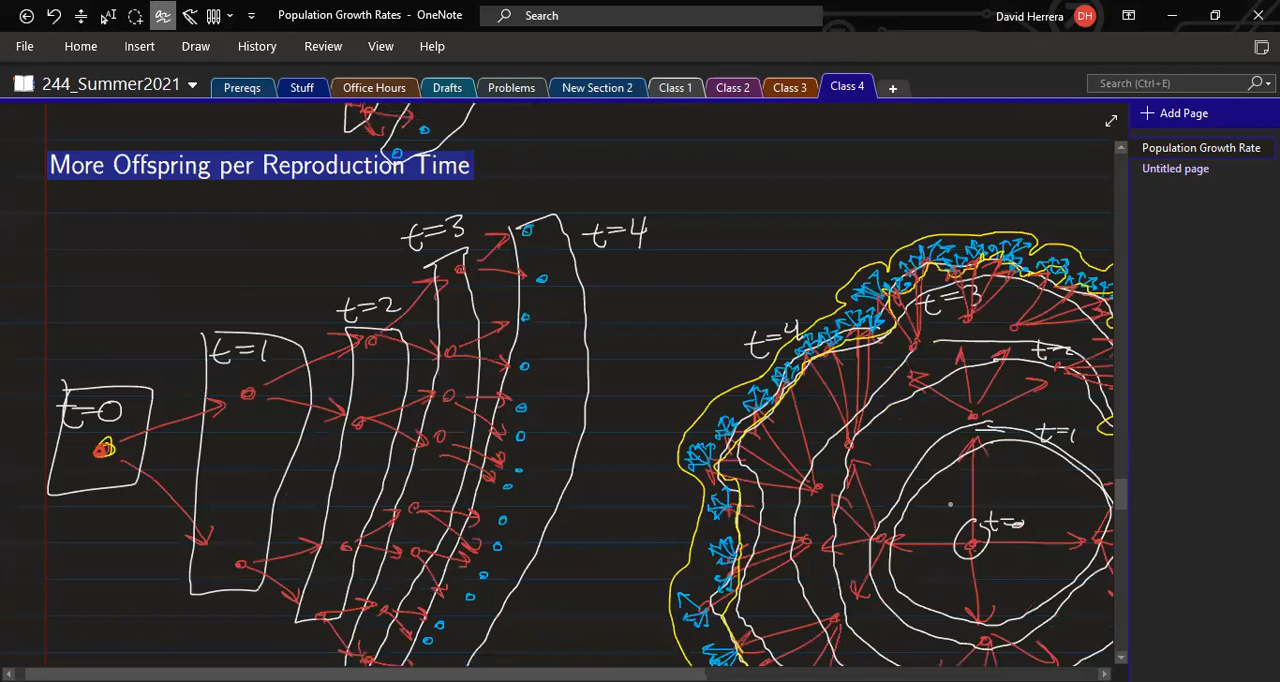 Population Growth Rates - OneNote
Search
David Herrera
DH
File
Home
Insert
Draw
History
Review
View
Help
244_Summer2021
Prereqs
Stuff
Office Hours
Drafts
Problems
New Section 2
Class 1
Class 2
Class 3
Class 4
Search (Ctrl+E)
Add Page
Population Growth Rate
Untitled page
More Offspring per Reproduction Time
t=0
t=1
t=2
t=3
t=4
t=4
t=3
t=2
t=1
t=0